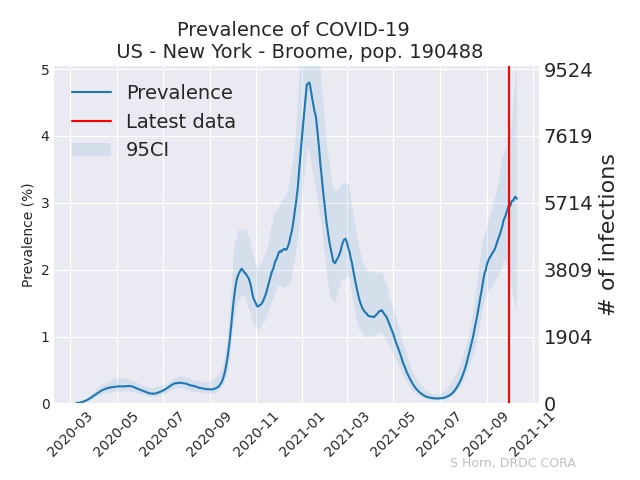 Prevalence of COVID-19
US - New York - Broome, pop. 190488
Prevalence
Latest data
95CI
Prevalence (%)
5
4
3
2
1
0
9524
7619
5714
3809
1904
0
# of infections
2020-03
2020-05
2020-07
2020-09
2020-11
2021-01
2021-03
2021-05
2021-07
2021-09
2021-11
S Horn, DRDC CORA